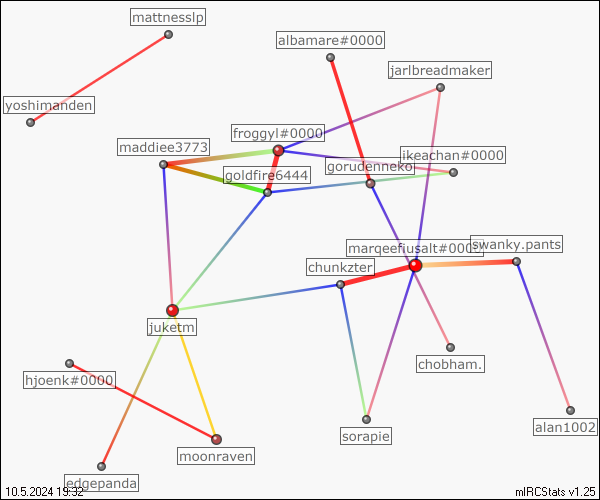 mattnesslp
albamare#0000
jarlbreadmaker
yoshimanden
froggyl#0000
maddiee3773
ikeachan#0000
gorudenneko
goldfire6444
marqeefiusalt#000
swanky.pants
chunkzter
juketm
chobham.
hjoenk#0000
alan1002
sorapie
moonraven
edgepanda
10.5.2024 19:32
mIRCStats v1.25